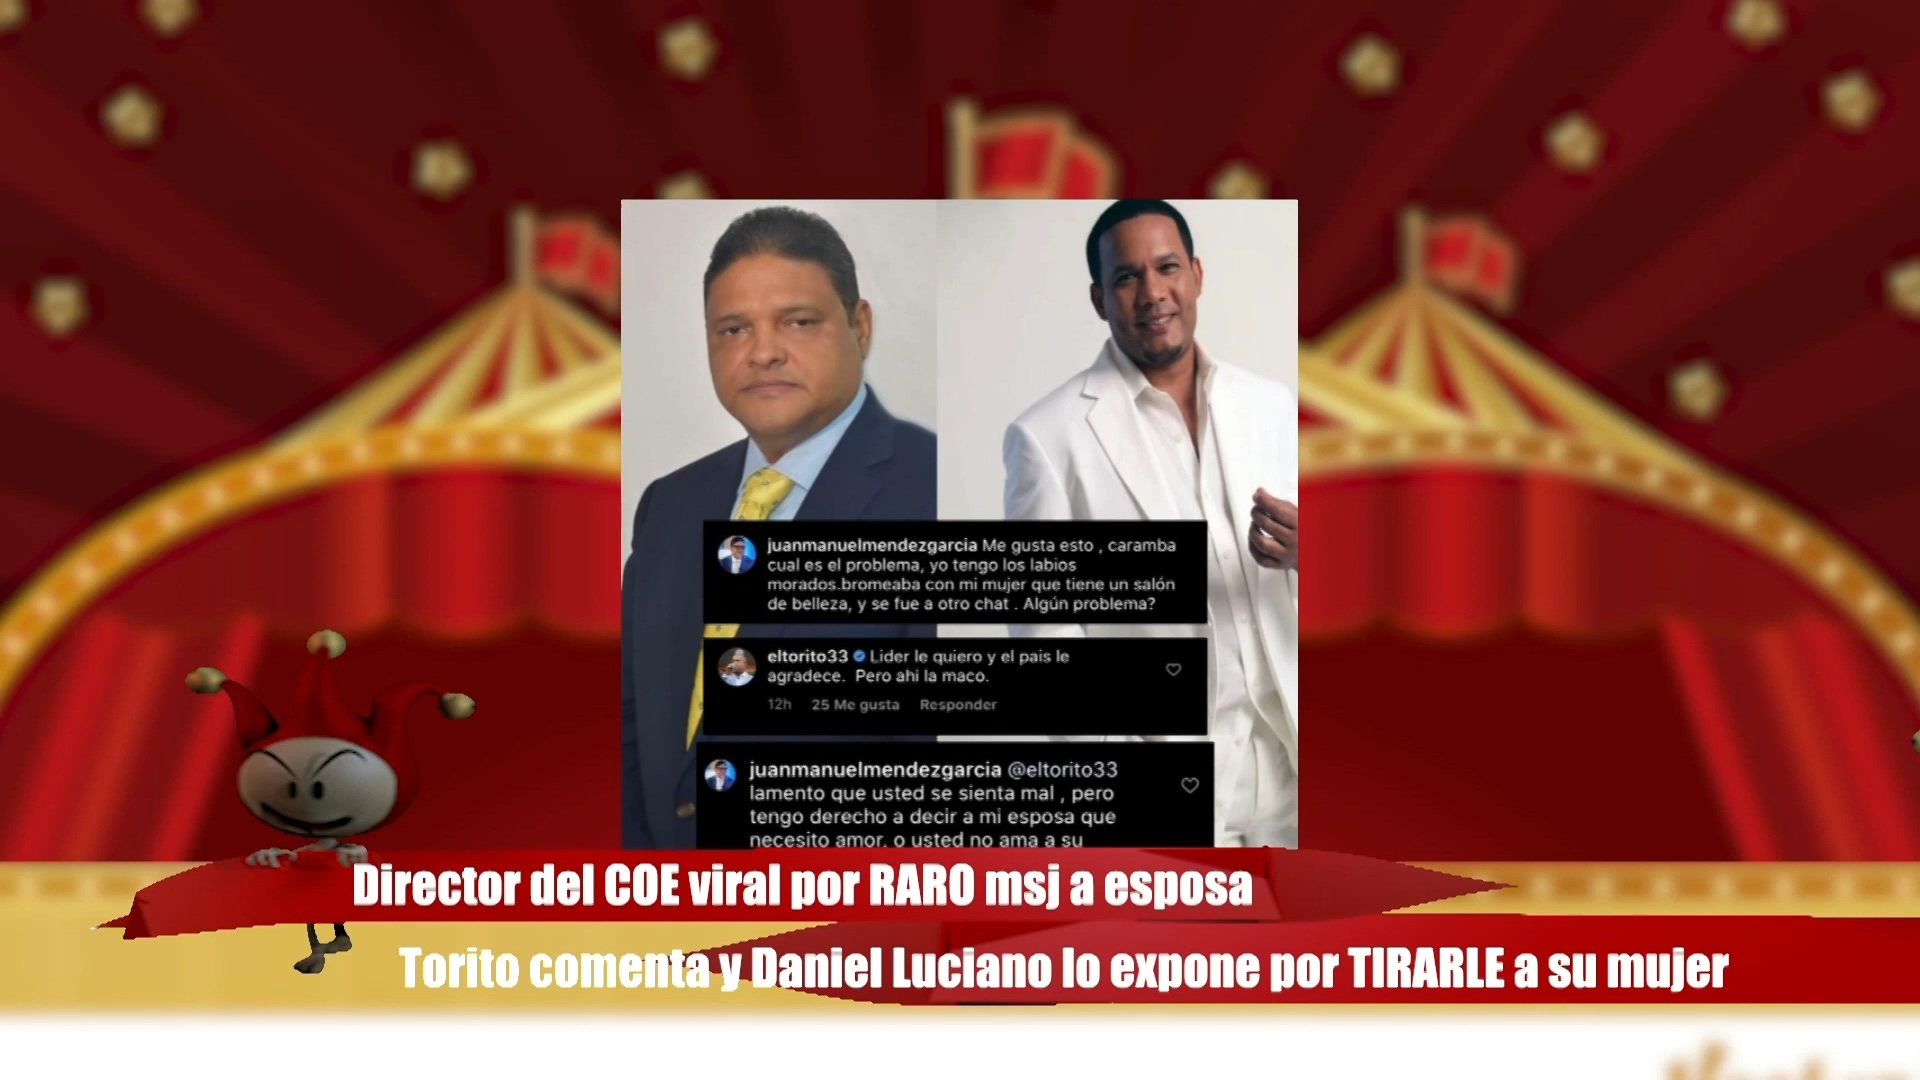 juanmanuelmendezgarcia Me gusta esto , caramba
cual es el problema, yo tengo los labios
morados.bromeaba con mi mujer que tiene un salón
de belleza, y se fue a otro chat . Algún problema?
eltorito33 Lider le quiero y el pais le
agradece. Pero ahi la maco.
12h 25 Me gusta Responder
juanmanuelmendezgarcia @eltorito33
lamento que usted se sienta mal , pero
tengo derecho a decir a mi esposa que
necesito amor, o usted no ama a su
Director del COE viral por RARO msj a esposa
Torito comenta y Daniel Luciano lo expone por TIRARLE a su mujer